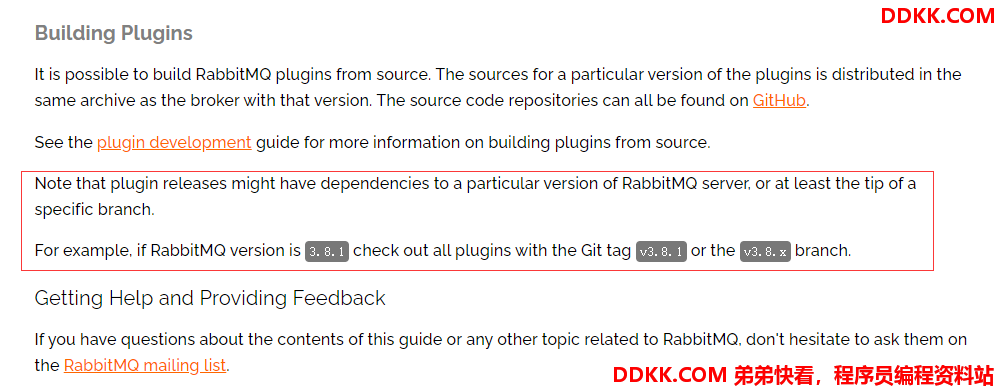 DDKK.COM
Building Plugins
It is possible to build RabbitMQ plugins from source. The sources for a particular version of the plugins is distributed in the
same archive as the broker with that version. The source code repositories can all be found on GitHub.
See the plugin development guide for more information on building plugins from source.
Note that plugin releases might have dependencies to a particular version of RabbitMQ server, or at least the tip of a
specific branch.
For example, if RabbitMQ version is 3.8.1 check out all plugins with the Git tag v3.8.1 or the v3.8.x branch.
Getting Help and Providing Feedback
If you have questions about the contents of this guide or any other topic related to RabbitMQ, don't hesitate to ask them on
the RabbitMQ mailing list.
DDKK.COM 弟弟快看，程序员编程资料站